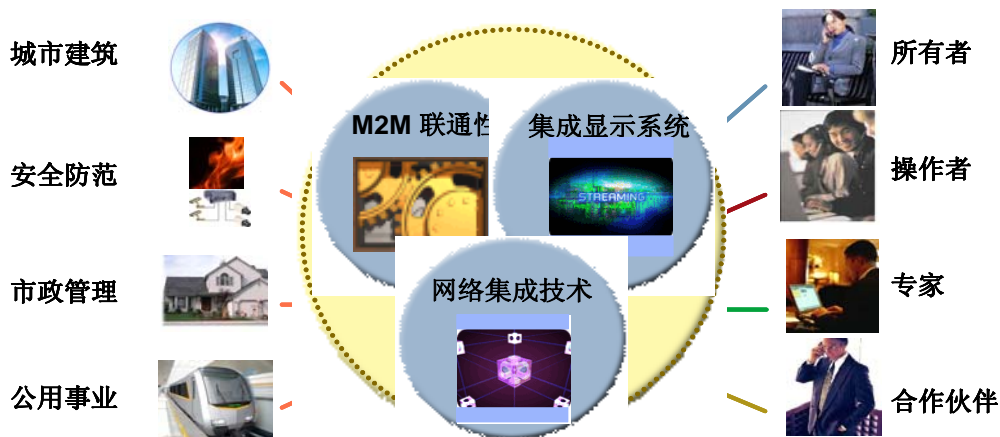 城市建筑
安全防范
市政管理
公用事业
M2M 联通性
集成显示系统
STREAMING
网络集成技术
所有者
操作者
专家
合作伙伴